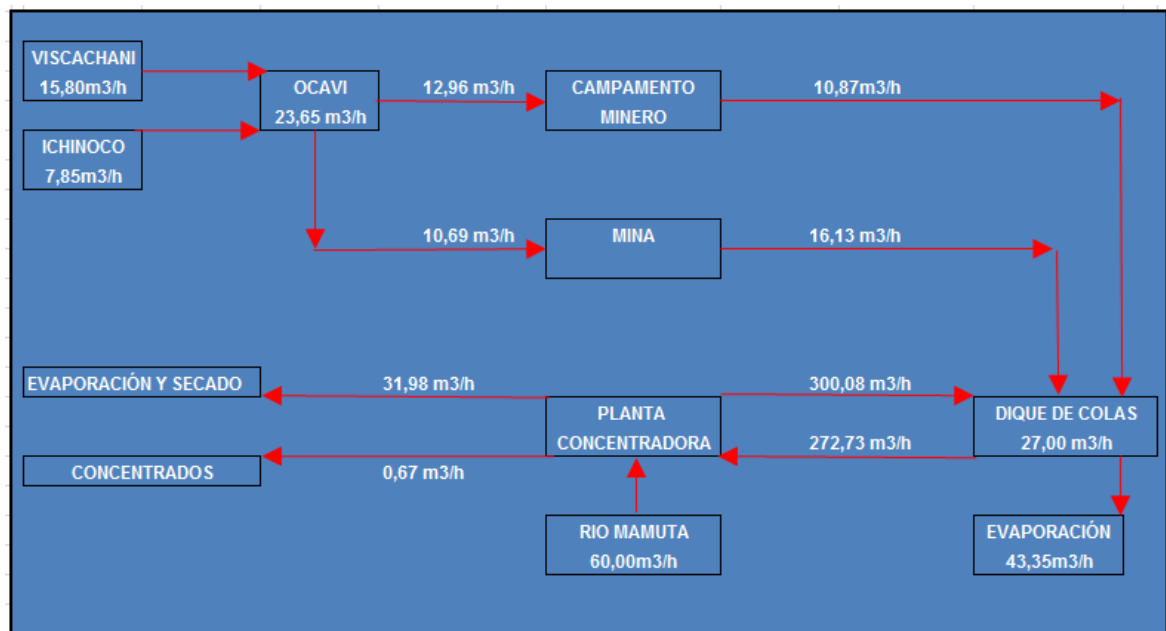 VISCACHANI
15,80m3/h
OCAVI
23,65 m3/h
12,96 m3/h
CAMPAMENTO
MINERO
10,87m3/h
ICHINOCO
7,85m3/h
10,69 m3/h
MINA
16,13 m3/h
EVAPORACIÓN Y SECADO
31,98 m3/h
300,08 m3/h
PLANTA
CONCENTRADORA
DIQUE DE COLAS
27,00 m3/h
272,73 m3/h
CONCENTRADOS
0,67 m3/h
RIO MAMUTA
60,00m3/h
EVAPORACIÓN
43,35m3/h